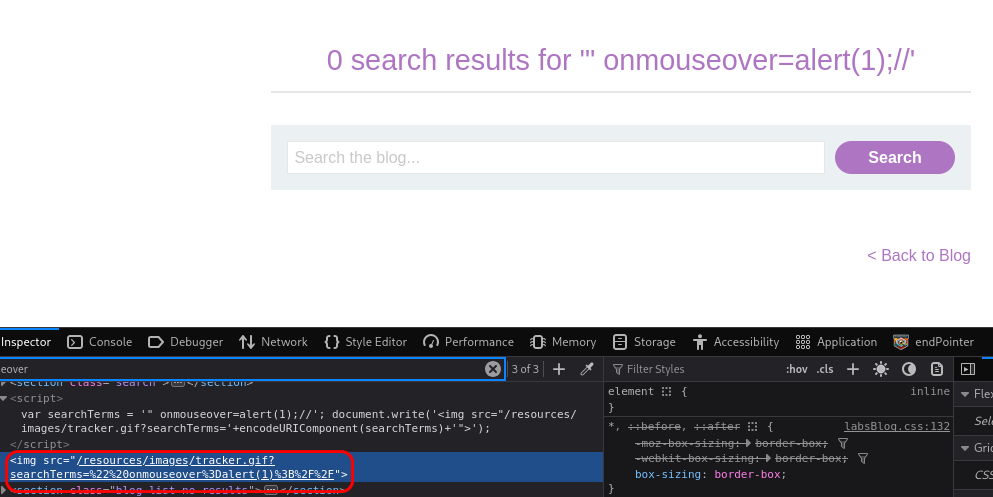 0 search results for '" onmouseover=alert(1);//'
Search the blog...
Search
< Back to Blog
Inspector Console Debugger Network Style Editor Performance Memory Storage Accessibility Application endPointer
eover 3 of 3 Filter Styles :hov .cls
<section class="search"> </section>
<script>
var searchTerms = '" onmouseover=alert(1);//'; document.write('<img src="/resources/
images/tracker.gif?searchTerms='+encodeURIComponent(searchTerms)+'">');
</script>
<img src="/resources/images/tracker.gif?
searchTerms=%22%20onmouseover%3Dalert(1)%3B%2F%2F">
<section class="blog-list no-results"> </section>
element { inline
}
*, ::before, ::after { labsBlog.css:132
-moz-box-sizing: border-box;
-webkit-box-sizing: border-box;
box-sizing: border-box;
}
Flex
Sele
Grid
CSS